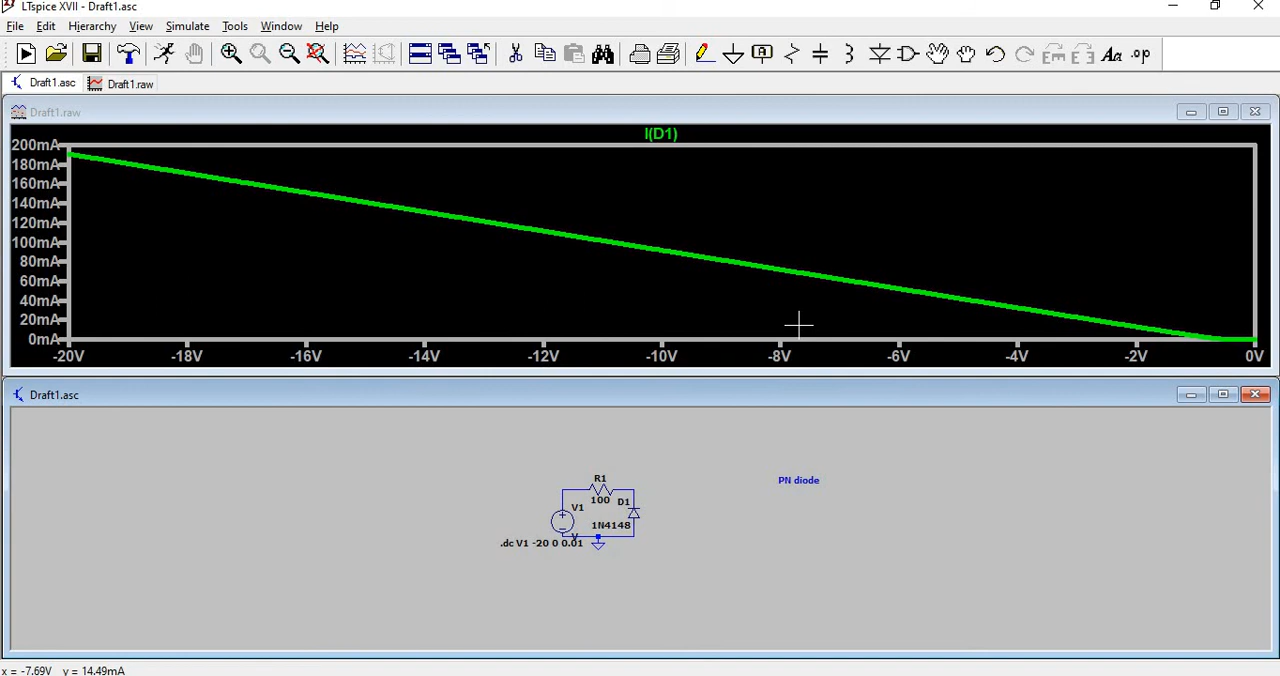 LTspice XVII - Draft1.asc
File Edit Hierarchy View Simulate Tools Window Help
Aa .op
Draft1.asc Draft1.raw
Draft1.raw
I(D1)
200mA
180mA
160mA
140mA
120mA
100mA
80mA
60mA
40mA
20mA
0mA
-20V -18V -16V -14V -12V -10V -8V -6V -4V -2V 0V
Draft1.asc
R1
100
D1
V1
1N4148
V
.dc V1 -20 0 0.01
PN diode
x = -7.69V y = 14.49mA